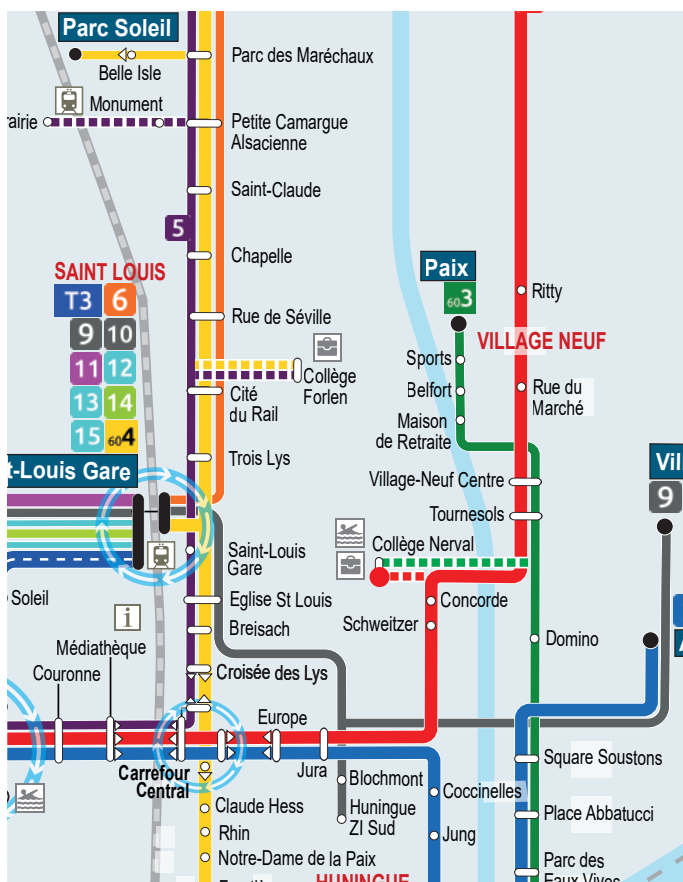 Parc Soleil
Belle Isle
Parc des Maréchaux
Monument
Petite Camargue
Alsacienne
Saint-Claude
5
Chapelle
SAINT LOUIS
T3 6
9 10
11 12
13 14
15 604
Rue de Séville
Collège
Forlen
Cité
du Rail
Trois Lys
Paix
603
Ritty
VILLAGE NEUF
Sports
Belfort
Rue du
Marché
Maison
de Retraite
t-Louis Gare
Village-Neuf Centre
Tournesols
Vil
9
Collège Nerval
Saint-Louis
Gare
Soleil
Eglise St Louis
Concorde
Breisach
Schweitzer
Domino
i
Médiathèque
Couronne
Croisée des Lys
Europe
Carrefour
Central
Jura
Square Soustons
Blochmont
Coccinelles
Claude Hess
Huningue
ZI Sud
Place Abbatucci
Rhin
Jung
Notre-Dame de la Paix
Parc des
Eaux Vives
HUNINGUE